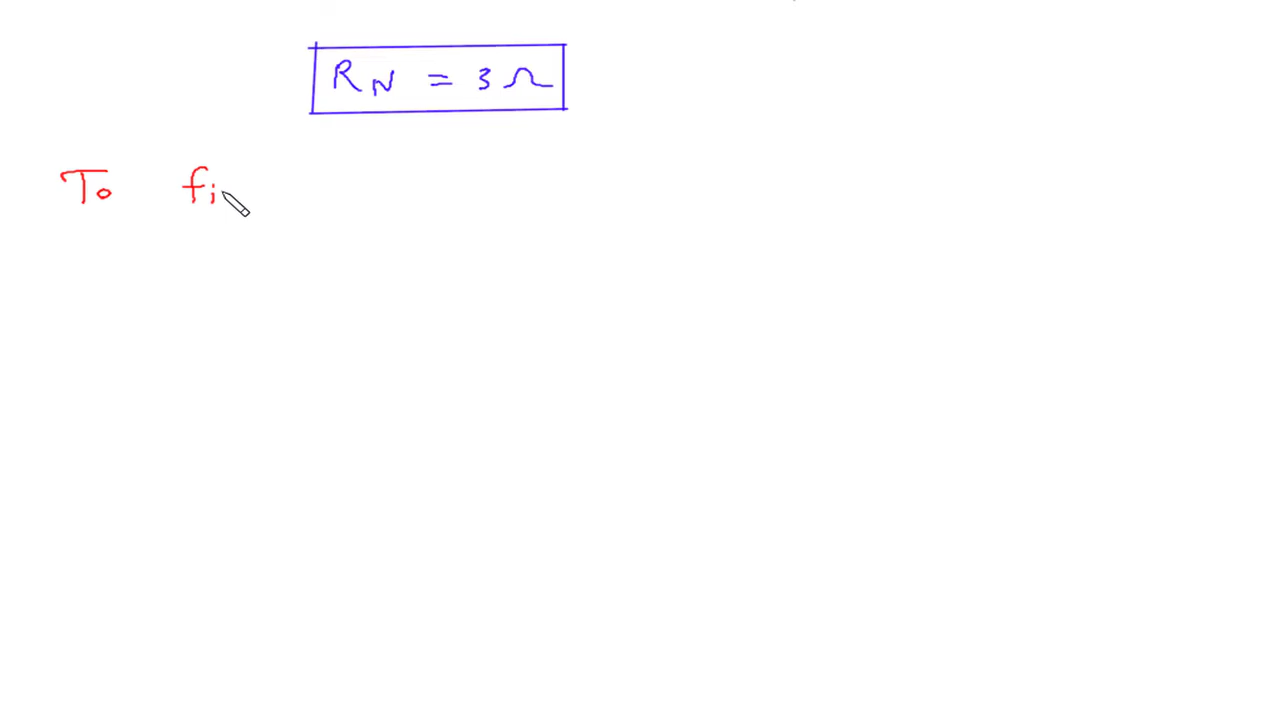 R_N = 3 Ω
To fi